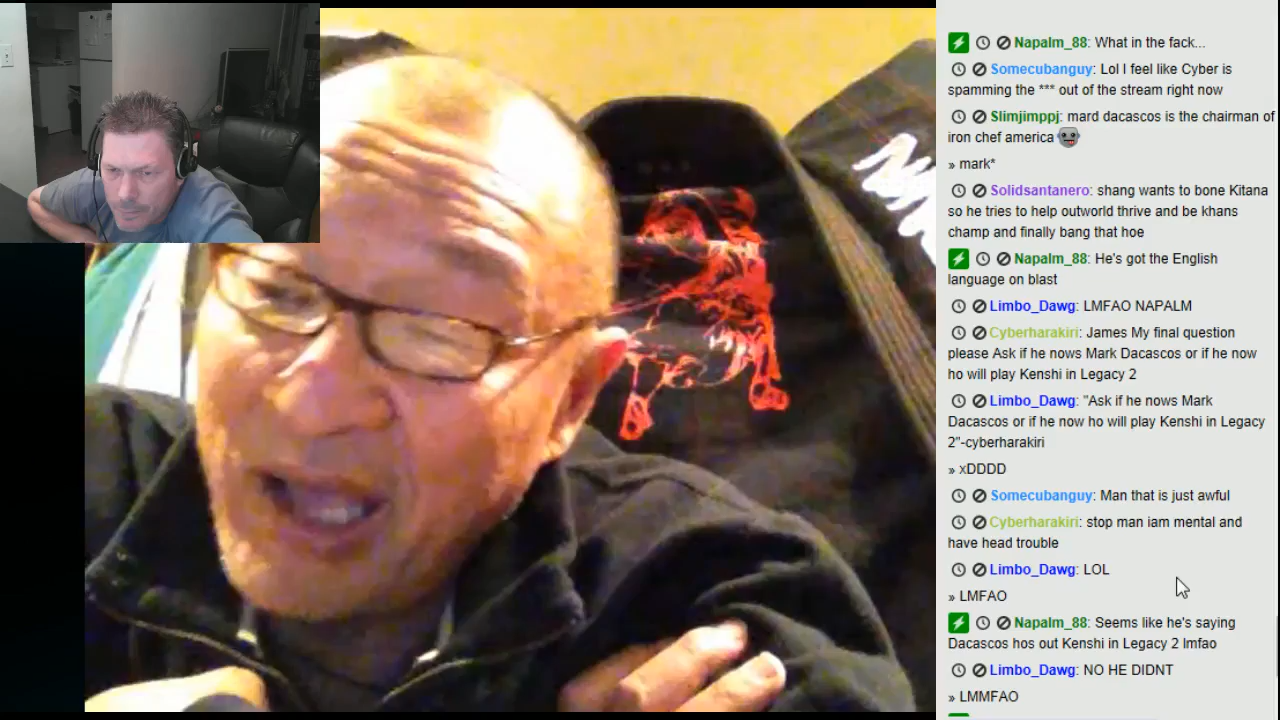 Napalm_88: What in the fack...
Somecubanguy: Lol I feel like Cyber is
spamming the *** out of the stream right now
Slimjimppj: mard dacascos is the chairman of
iron chef america
» mark*
Solidsantanero: shang wants to bone Kitana
so he tries to help outworld thrive and be khans
champ and finally bang that hoe
Napalm_88: He's got the English
language on blast
Limbo_Dawg: LMFAO NAPALM
Cyberharakiri: James My final question
please Ask if he nows Mark Dacascos or if he now
ho will play Kenshi in Legacy 2
Limbo_Dawg: "Ask if he nows Mark
Dacascos or if he now ho will play Kenshi in Legacy
2"-cyberharakiri
» xDDDD
Somecubanguy: Man that is just awful
Cyberharakiri: stop man iam mental and
have head trouble
Limbo_Dawg: LOL
» LMFAO
Napalm_88: Seems like he's saying
Dacascos hos out Kenshi in Legacy 2 lmfao
Limbo_Dawg: NO HE DIDNT
» LMMFAO